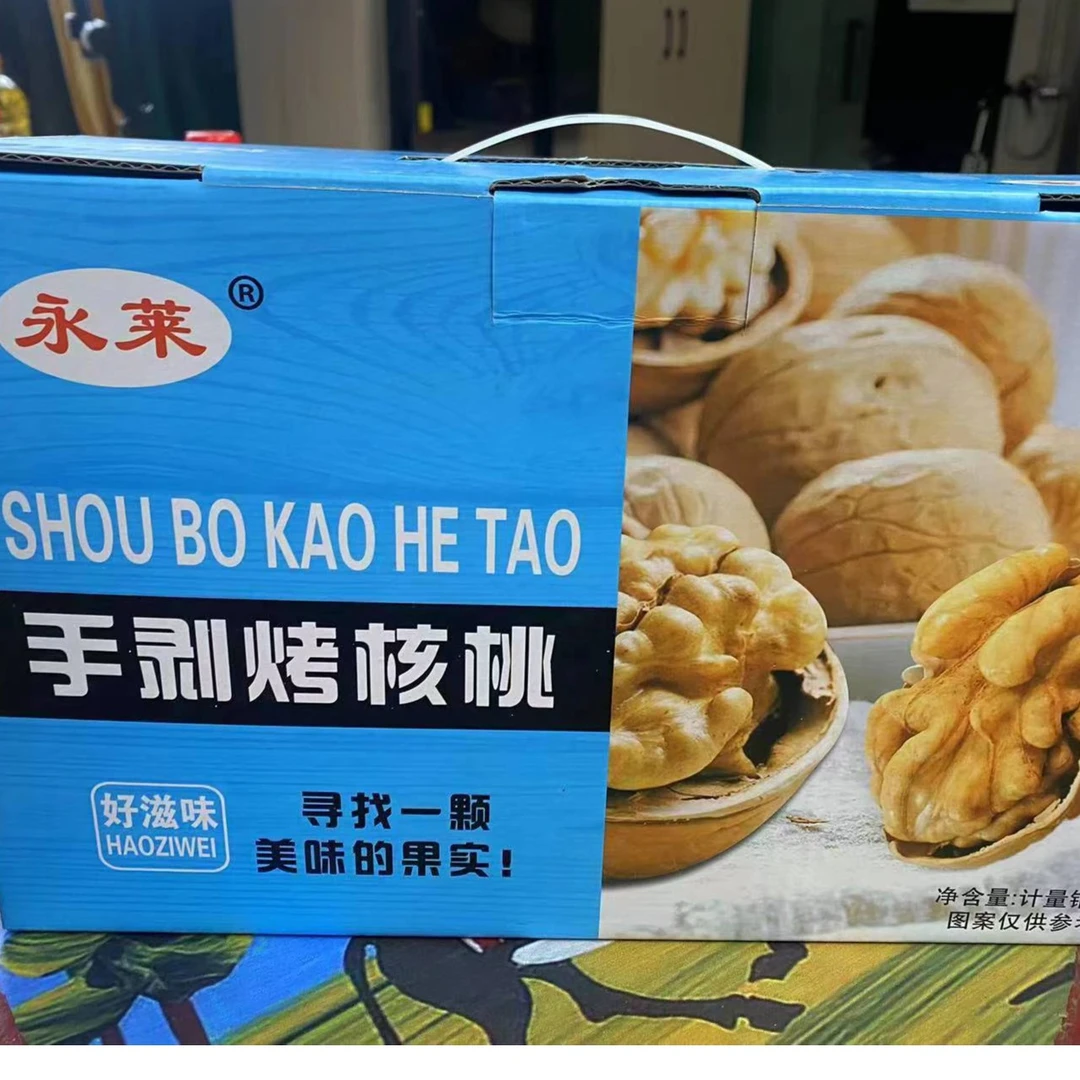 永莱®
SHOU BO KAO HE TAO
手剥烤核桃
好滋味
HAOZIWEI
寻找一颗
美味的果实!
净含量:计量
图案仅供参